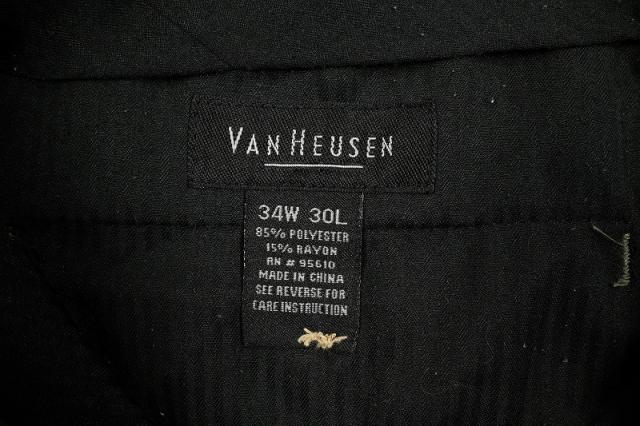 VAN HEUSEN
34W 30L
85% POLYESTER
15% RAYON
RN # 95610
MADE IN CHINA
SEE REVERSE FOR
CARE INSTRUCTION